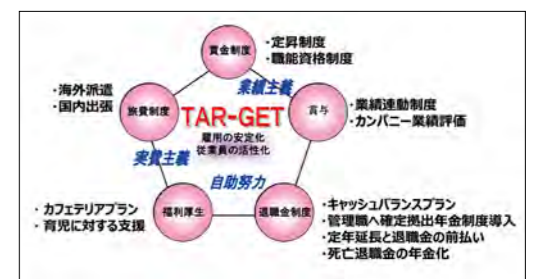 賃金制度
・定昇制度
・職能資格制度
業績主義
・海外派遣
・国内出張
旅費制度
TAR-GET
雇用の安定化
従業員の活性化
賞与
・業績連動制度
・カンパニー業績評価
実費主義
自助努力
・カフェテリアプラン
・育児に対する支援
福利厚生
退職金制度
・キャッシュバランスプラン
・管理職へ確定拠出年金制度導入
・定年延長と退職金の前払い
・死亡退職金の年金化